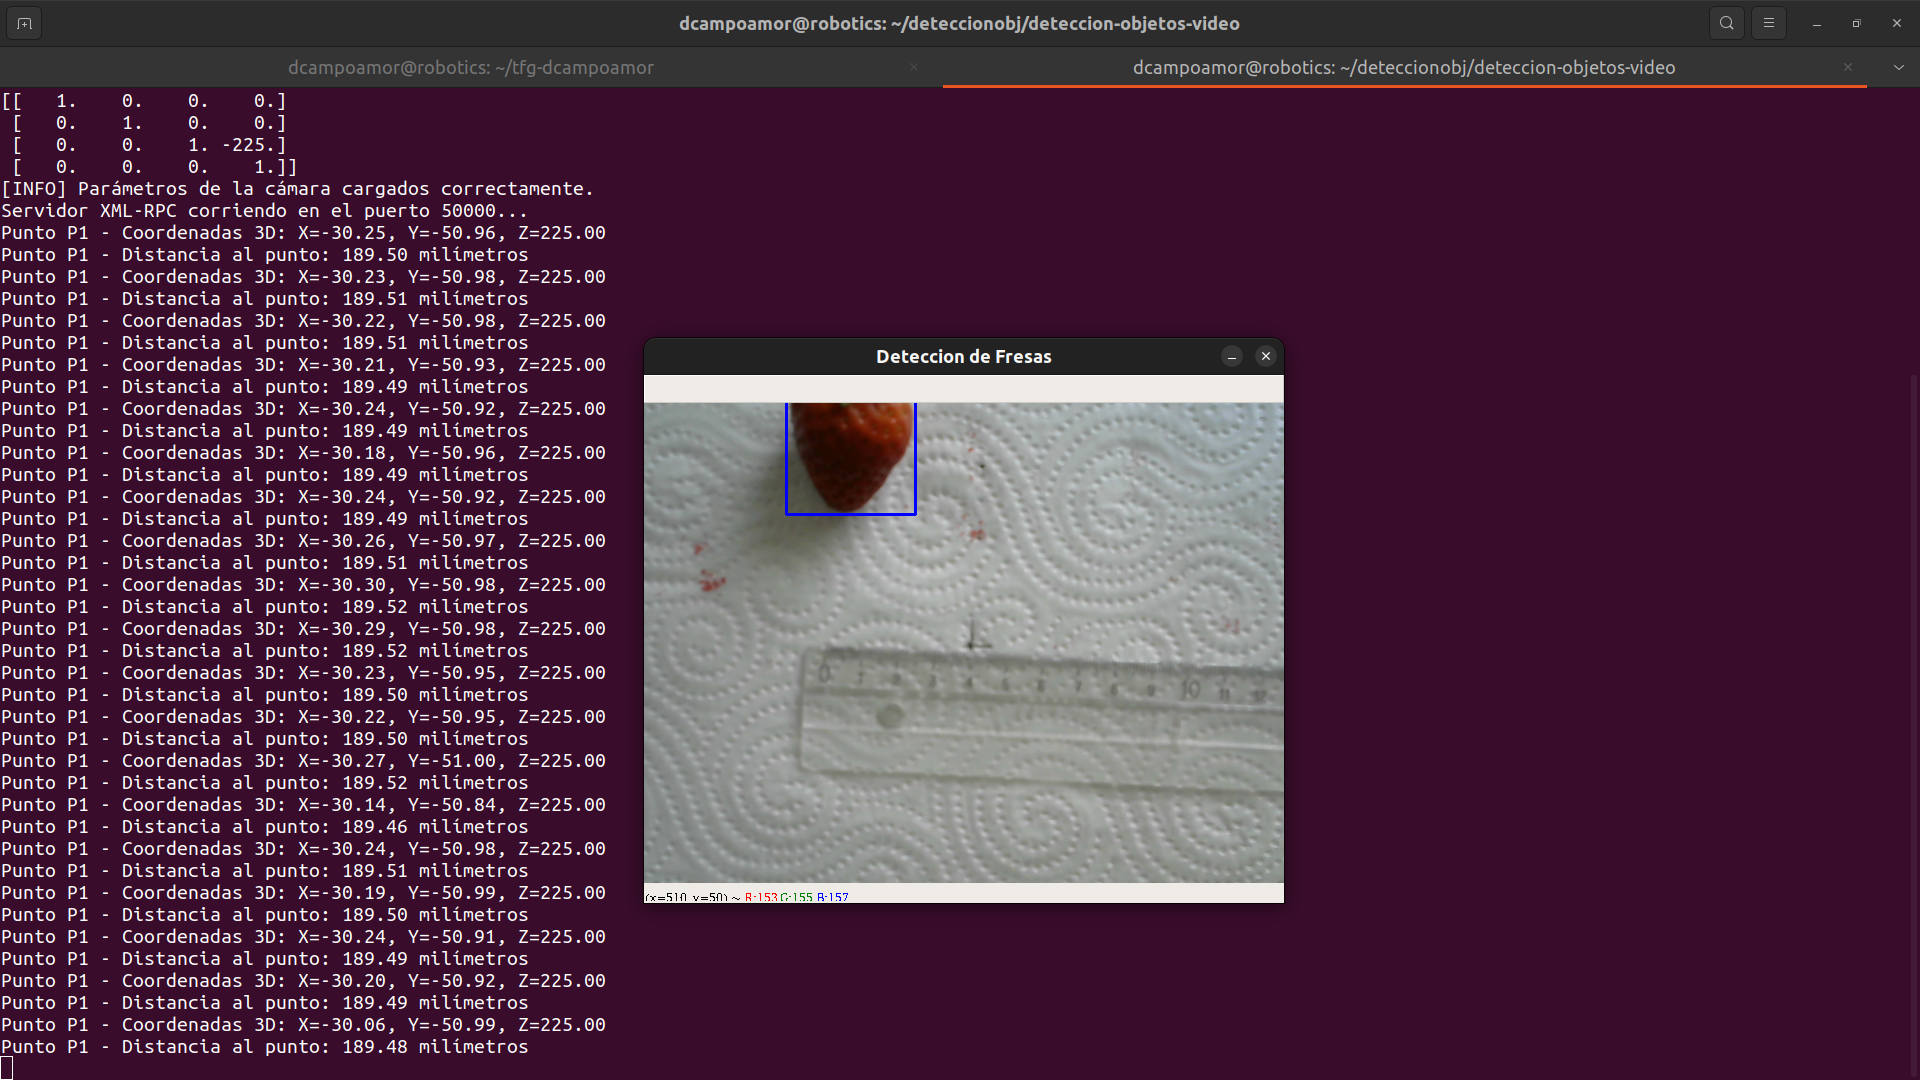 dcampoamor@robotics: ~/deteccionobj/deteccion-objetos-video
dcampoamor@robotics: ~/tfg-dcampoamor
dcampoamor@robotics: ~/deteccionobj/deteccion-objetos-video
[[   1.    0.    0.    0.]
[   0.    1.    0.    0.]
[   0.    0.    1. -225.]
[   0.    0.    0.    1.]]
[INFO] Parámetros de la cámara cargados correctamente.
Servidor XML-RPC corriendo en el puerto 50000...
Punto P1 - Coordenadas 3D: X=-30.25, Y=-50.96, Z=225.00
Punto P1 - Distancia al punto: 189.50 milímetros
Punto P1 - Coordenadas 3D: X=-30.23, Y=-50.98, Z=225.00
Punto P1 - Distancia al punto: 189.51 milímetros
Punto P1 - Coordenadas 3D: X=-30.22, Y=-50.98, Z=225.00
Punto P1 - Distancia al punto: 189.51 milímetros
Punto P1 - Coordenadas 3D: X=-30.21, Y=-50.93, Z=225.00
Punto P1 - Distancia al punto: 189.49 milímetros
Punto P1 - Coordenadas 3D: X=-30.24, Y=-50.92, Z=225.00
Punto P1 - Distancia al punto: 189.49 milímetros
Punto P1 - Coordenadas 3D: X=-30.18, Y=-50.96, Z=225.00
Punto P1 - Distancia al punto: 189.49 milímetros
Punto P1 - Coordenadas 3D: X=-30.24, Y=-50.92, Z=225.00
Punto P1 - Distancia al punto: 189.49 milímetros
Punto P1 - Coordenadas 3D: X=-30.26, Y=-50.97, Z=225.00
Punto P1 - Distancia al punto: 189.51 milímetros
Punto P1 - Coordenadas 3D: X=-30.30, Y=-50.98, Z=225.00
Punto P1 - Distancia al punto: 189.52 milímetros
Punto P1 - Coordenadas 3D: X=-30.29, Y=-50.98, Z=225.00
Punto P1 - Distancia al punto: 189.52 milímetros
Punto P1 - Coordenadas 3D: X=-30.23, Y=-50.95, Z=225.00
Punto P1 - Distancia al punto: 189.50 milímetros
Punto P1 - Coordenadas 3D: X=-30.22, Y=-50.95, Z=225.00
Punto P1 - Distancia al punto: 189.50 milímetros
Punto P1 - Coordenadas 3D: X=-30.27, Y=-51.00, Z=225.00
Punto P1 - Distancia al punto: 189.52 milímetros
Punto P1 - Coordenadas 3D: X=-30.14, Y=-50.84, Z=225.00
Punto P1 - Distancia al punto: 189.46 milímetros
Punto P1 - Coordenadas 3D: X=-30.24, Y=-50.98, Z=225.00
Punto P1 - Distancia al punto: 189.51 milímetros
Punto P1 - Coordenadas 3D: X=-30.19, Y=-50.99, Z=225.00
Punto P1 - Distancia al punto: 189.50 milímetros
Punto P1 - Coordenadas 3D: X=-30.24, Y=-50.91, Z=225.00
Punto P1 - Distancia al punto: 189.49 milímetros
Punto P1 - Coordenadas 3D: X=-30.20, Y=-50.92, Z=225.00
Punto P1 - Distancia al punto: 189.49 milímetros
Punto P1 - Coordenadas 3D: X=-30.06, Y=-50.99, Z=225.00
Punto P1 - Distancia al punto: 189.48 milímetros
Deteccion de Fresas
0 1 2 3 4 5 6 7 8 9 10 11 12
(x=510, y=50) ~ R:153 G:155 B:157